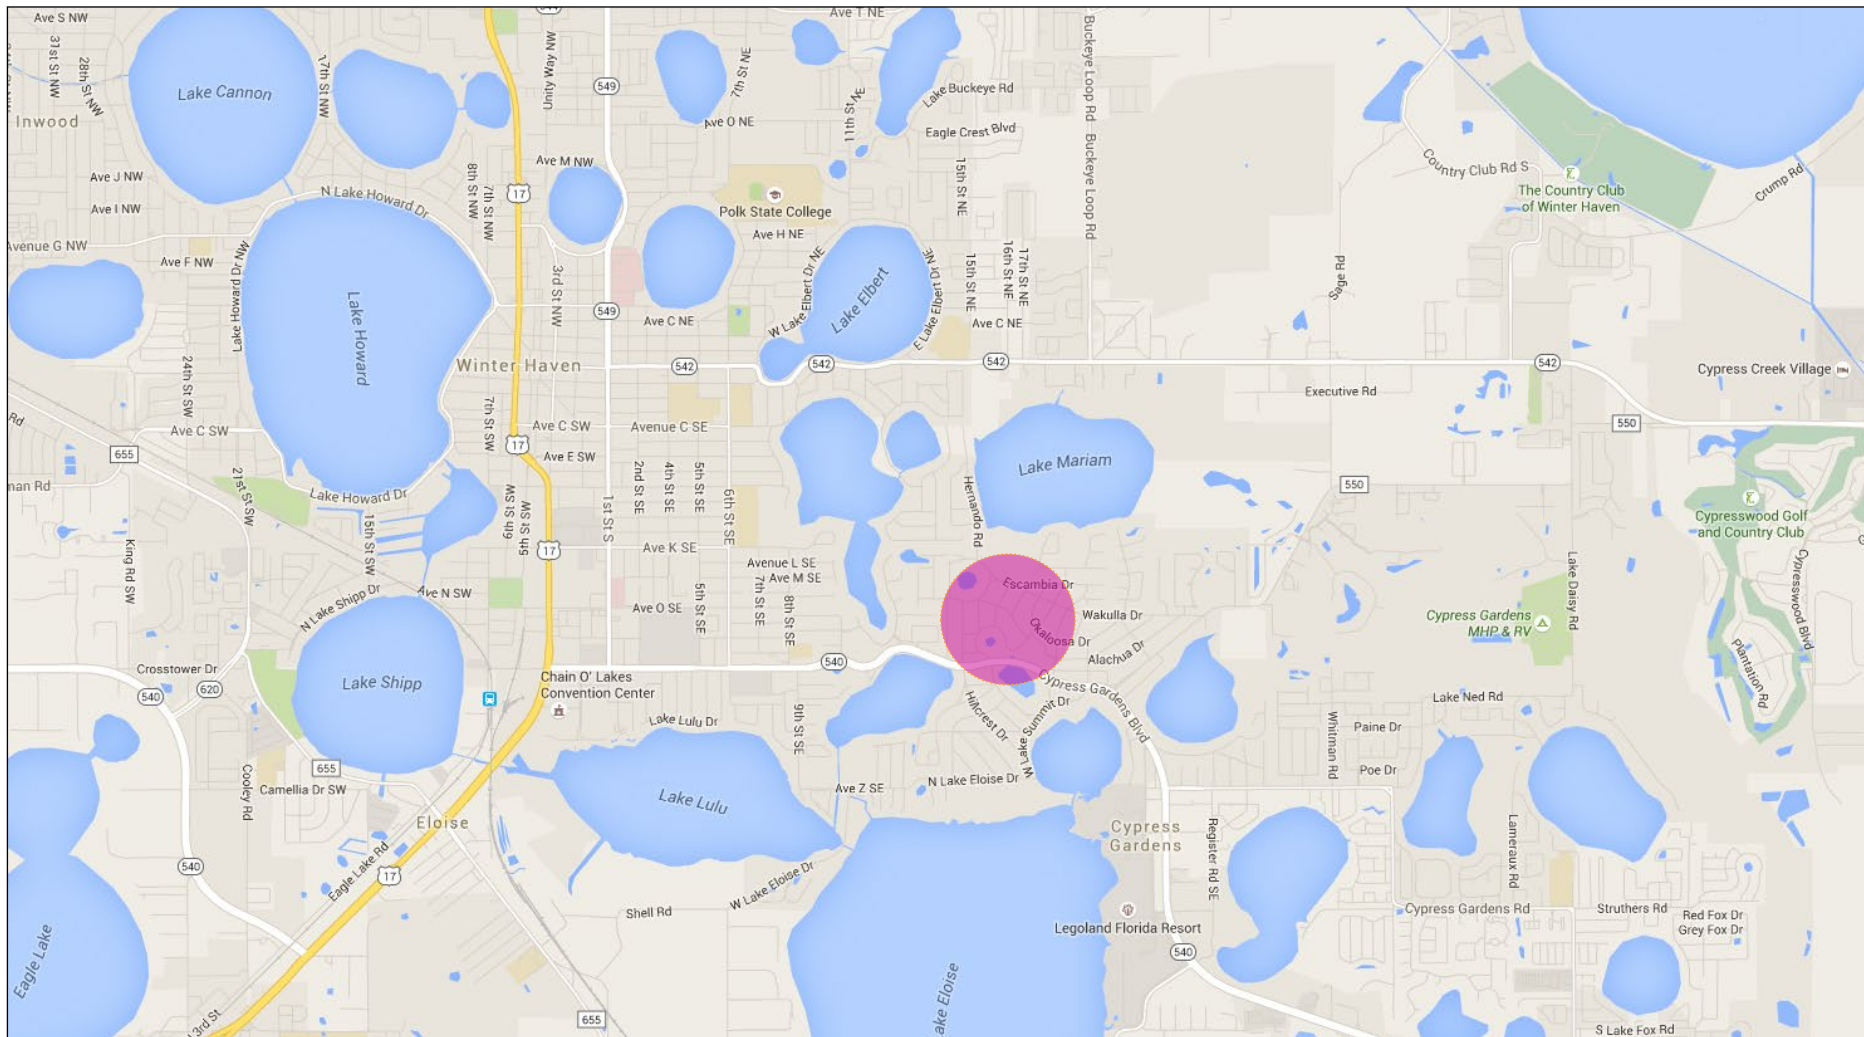 Ave S NW
544
Ave T NE
31st St NW
28th St NW
17th St NW
Unity Way NW
7th St NE
Buckeye Loop Rd
Lake Cannon
549
Lake Buckeye Rd
Inwood
Ave O NE
11th St NE
Eagle Crest Blvd
Buckeye Loop Rd
Ave M NW
8th St NW
7th St NW
15th St NE
Country Club Rd S
Ave J NW
N Lake Howard Dr
17
Polk State College
The Country Club
of Winter Haven
Crump Rd
Ave I NW
Avenue G NW
Ave H NE
Ave F NW
Lake Howard Dr NW
3rd St NW
W Lake Elbert Dr NE
Lake Elbert
E Lake Elbert Dr NE
15th St NE
16th St NE
17th St NE
Sage Rd
Lake Howard
549
Ave C NE
Ave C NE
Winter Haven
542
542
542
542
Cypress Creek Village
24th St SW
Executive Rd
Rd
Ave C SW
7th St SW
Ave C SW
Avenue C SE
550
655
17
Ave E SW
Lake Mariam
man Rd
21st St SW
Lake Howard Dr
6th St SW
5th St SW
1st St S
2nd St SE
4th St SE
5th St SE
6th St SE
Hernando Rd
550
Cypresswood Golf
and Country Club
King Rd SW
15th St SW
17
Ave K SE
Avenue L SE
Ave M SE
Lake Daisy Rd
Cypresswood Blvd
N Lake Shipp Dr
Ave N SW
Ave O SE
5th St SE
7th St SE
8th St SE
Escambia Dr
Wakulla Dr
Okaloosa Dr
Alachua Dr
Cypress Gardens
MHP & RV
Plantation Rd
Crosstower Dr
Lake Shipp
Chain O' Lakes
Convention Center
540
540
620
Cypress Gardens Blvd
Lake Ned Rd
Lake Lulu Dr
9th St SE
Hillcrest Dr
W Lake Summit Dr
Whitman Rd
Paine Dr
655
Cooley Rd
Camellia Dr SW
Lake Lulu
Ave Z SE
N Lake Eloise Dr
Poe Dr
Eloise
Cypress
Gardens
Register Rd SE
Lameraux Rd
540
Eagle Lake Rd
17
W Lake Eloise Dr
Shell Rd
Legoland Florida Resort
Cypress Gardens Rd
Struthers Rd
Red Fox Dr
Grey Fox Dr
Eagle Lake
540
655
3rd St
ake Eloise
S Lake Fox Rd